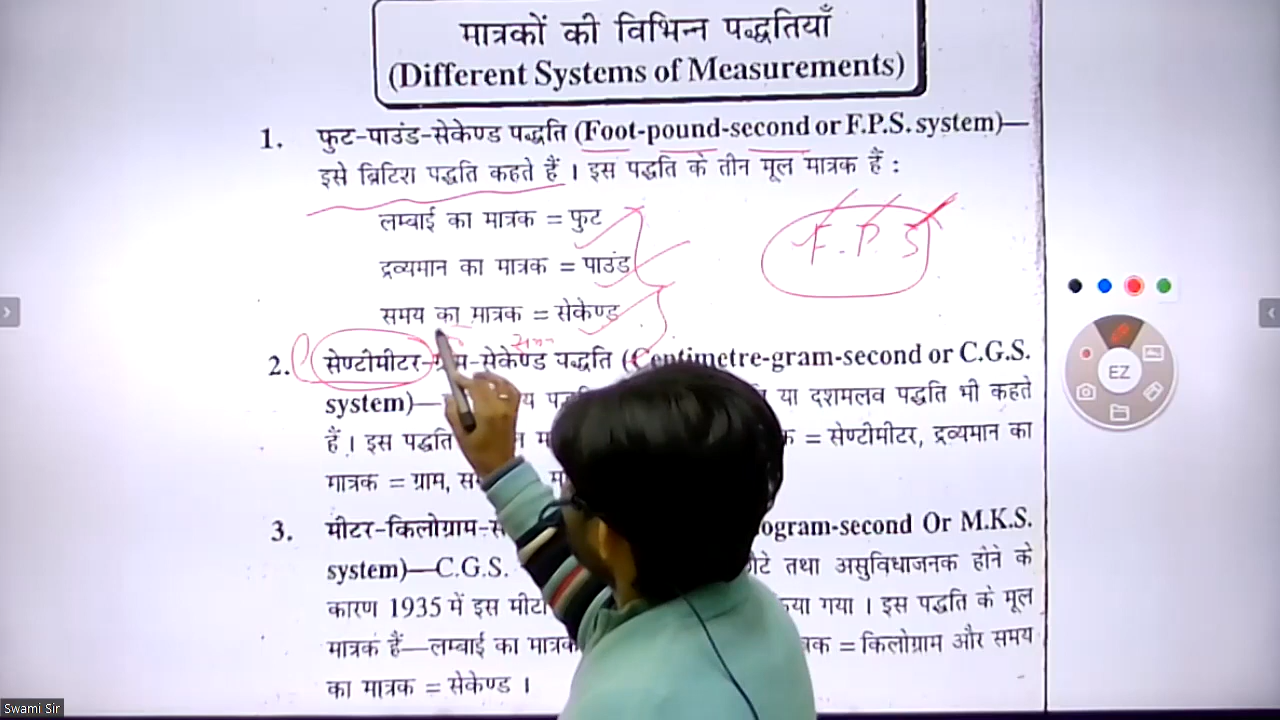 मात्रकों की विभिन्न पद्धतियाँ
(Different Systems of Measurements)
1. फुट-पाउंड-सेकेण्ड पद्धति (Foot-pound-second or F.P.S. system)—
इसे ब्रिटिश पद्धति कहते हैं । इस पद्धति के तीन मूल मात्रक हैं :
लम्बाई का मात्रक = फुट
F.P.S
द्रव्यमान का मात्रक = पाउंड
समय का मात्रक = सेकेण्ड
2. सेण्टीमीटर-ग्राम-सेकेण्ड पद्धति (Centimetre-gram-second or C.G.S.
system)— या दशमलव पद्धति भी कहते
हैं । इस पद्धति = सेण्टीमीटर, द्रव्यमान का
मात्रक = ग्राम,
3. मीटर-किलोग्राम- ogram-second Or M.K.S.
system)—C.G.S. तथा असुविधाजनक होने के
कारण 1935 में इस गया । इस पद्धति के मूल
मात्रक हैं—लम्बाई का मात्रक = किलोग्राम और समय
का मात्रक = सेकेण्ड ।
EZ
Swami Sir